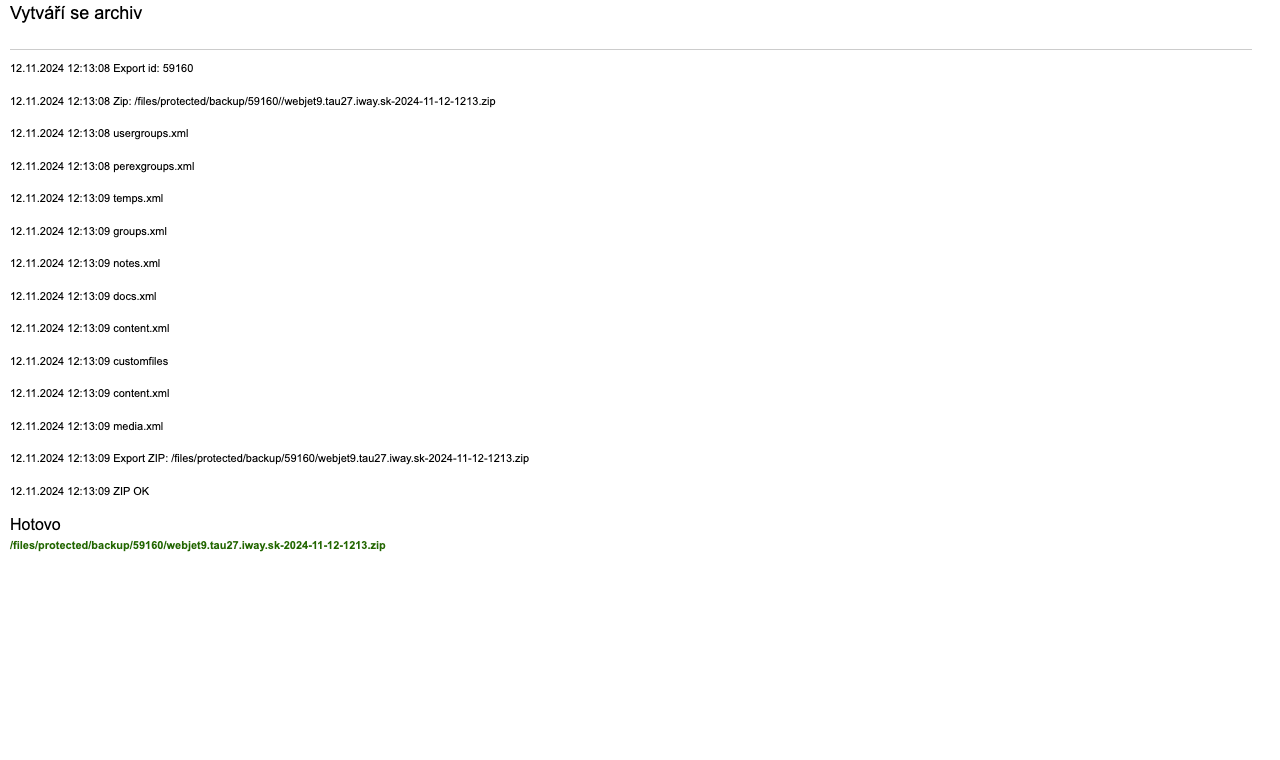 Vytváří se archiv
12.11.2024 12:13:08 Export id: 59160
12.11.2024 12:13:08 Zip: /files/protected/backup/59160//webjet9.tau27.iway.sk-2024-11-12-1213.zip
12.11.2024 12:13:08 usergroups.xml
12.11.2024 12:13:08 perexgroups.xml
12.11.2024 12:13:09 temps.xml
12.11.2024 12:13:09 groups.xml
12.11.2024 12:13:09 notes.xml
12.11.2024 12:13:09 docs.xml
12.11.2024 12:13:09 content.xml
12.11.2024 12:13:09 customfiles
12.11.2024 12:13:09 content.xml
12.11.2024 12:13:09 media.xml
12.11.2024 12:13:09 Export ZIP: /files/protected/backup/59160/webjet9.tau27.iway.sk-2024-11-12-1213.zip
12.11.2024 12:13:09 ZIP OK
Hotovo
/files/protected/backup/59160/webjet9.tau27.iway.sk-2024-11-12-1213.zip